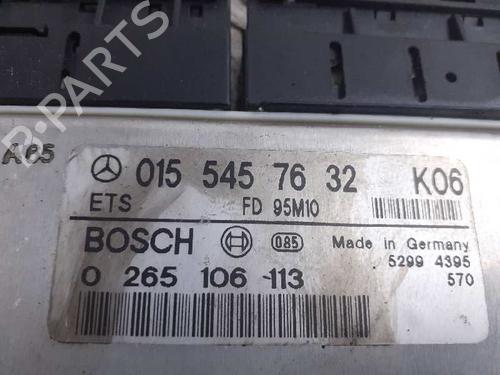 A65
015 545 76 32 K06
ETS FD 95M10
BOSCH 085 Made in Germany
5299 4395
0 265 106 113 570